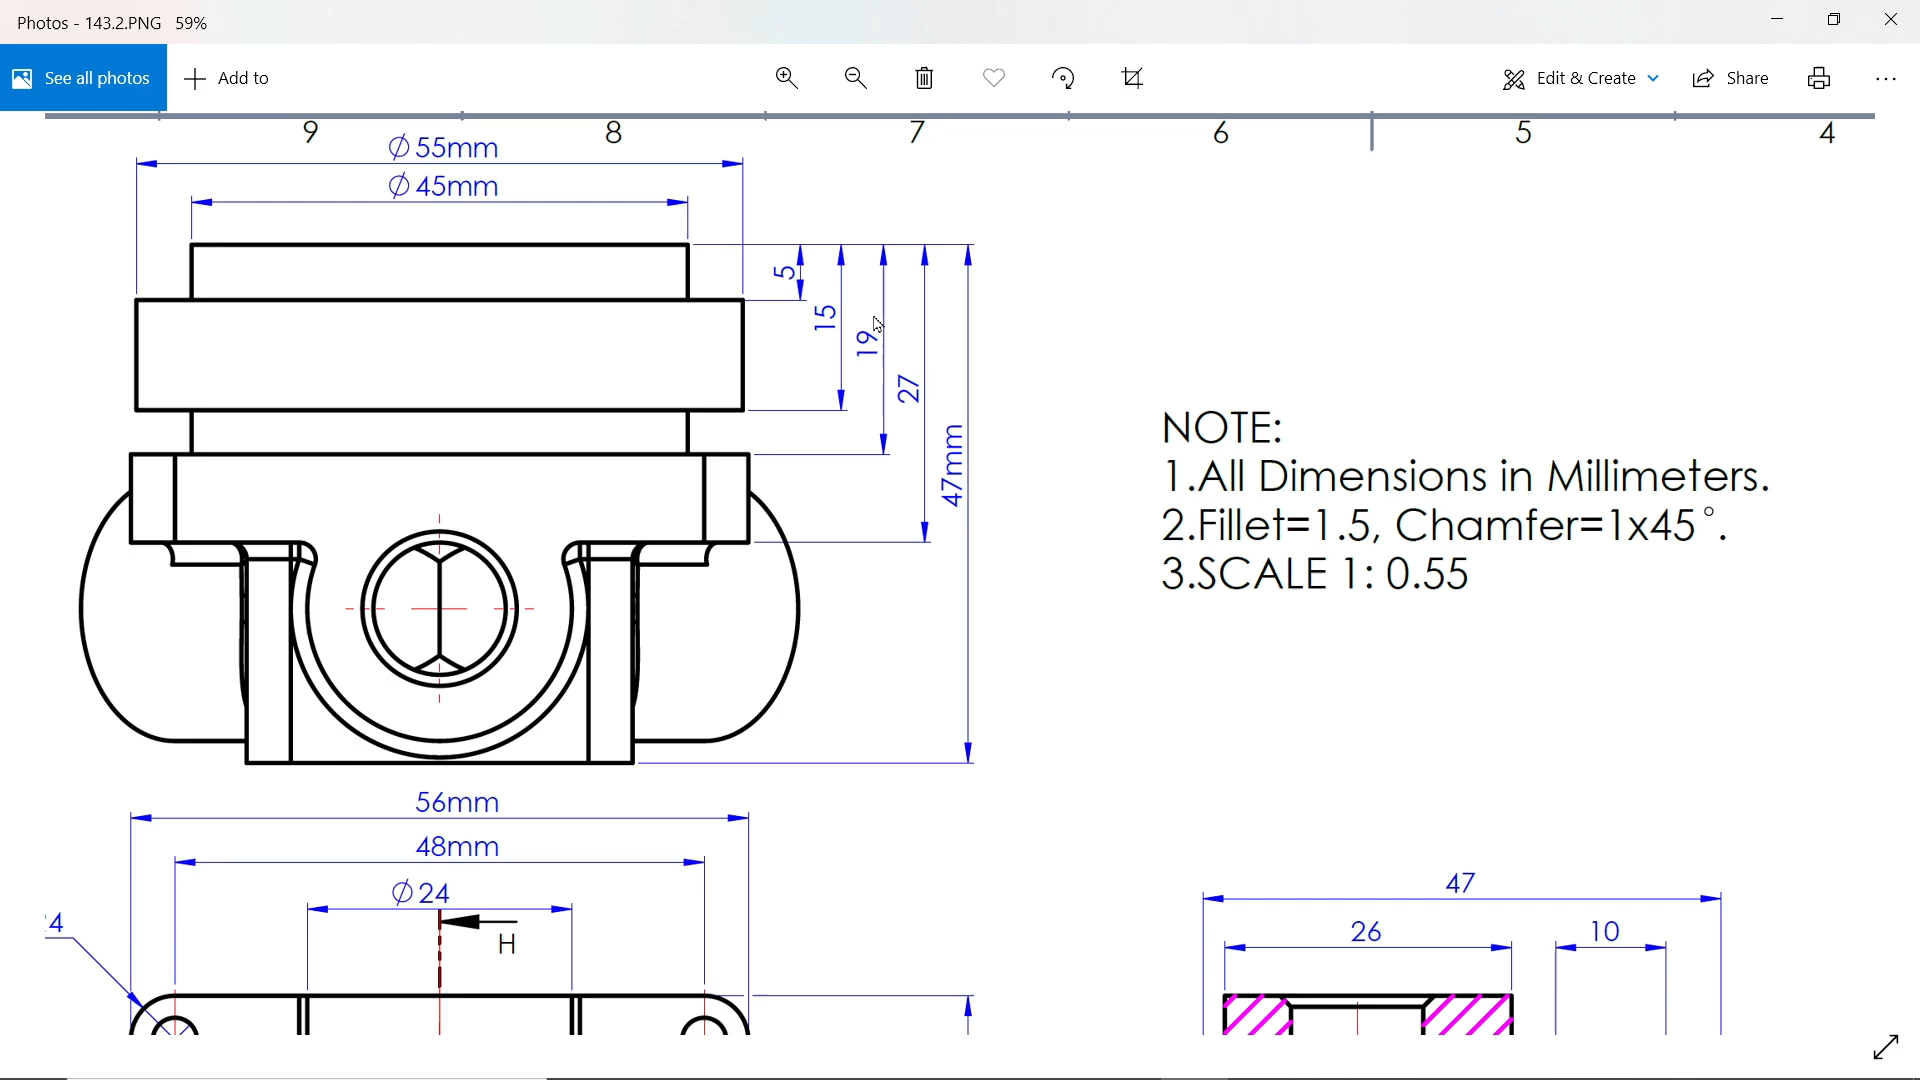 Photos - 143.2.PNG 59%
See all photos
Add to
Edit & Create
Share
9 8 7 6 5 4
∅ 55mm
∅ 45mm
5
15
19
27
47mm
NOTE:
1.All Dimensions in Millimeters.
2.Fillet=1.5, Chamfer=1x45°.
3.SCALE 1: 0.55
56mm
48mm
∅ 24
H
4
47
26
10